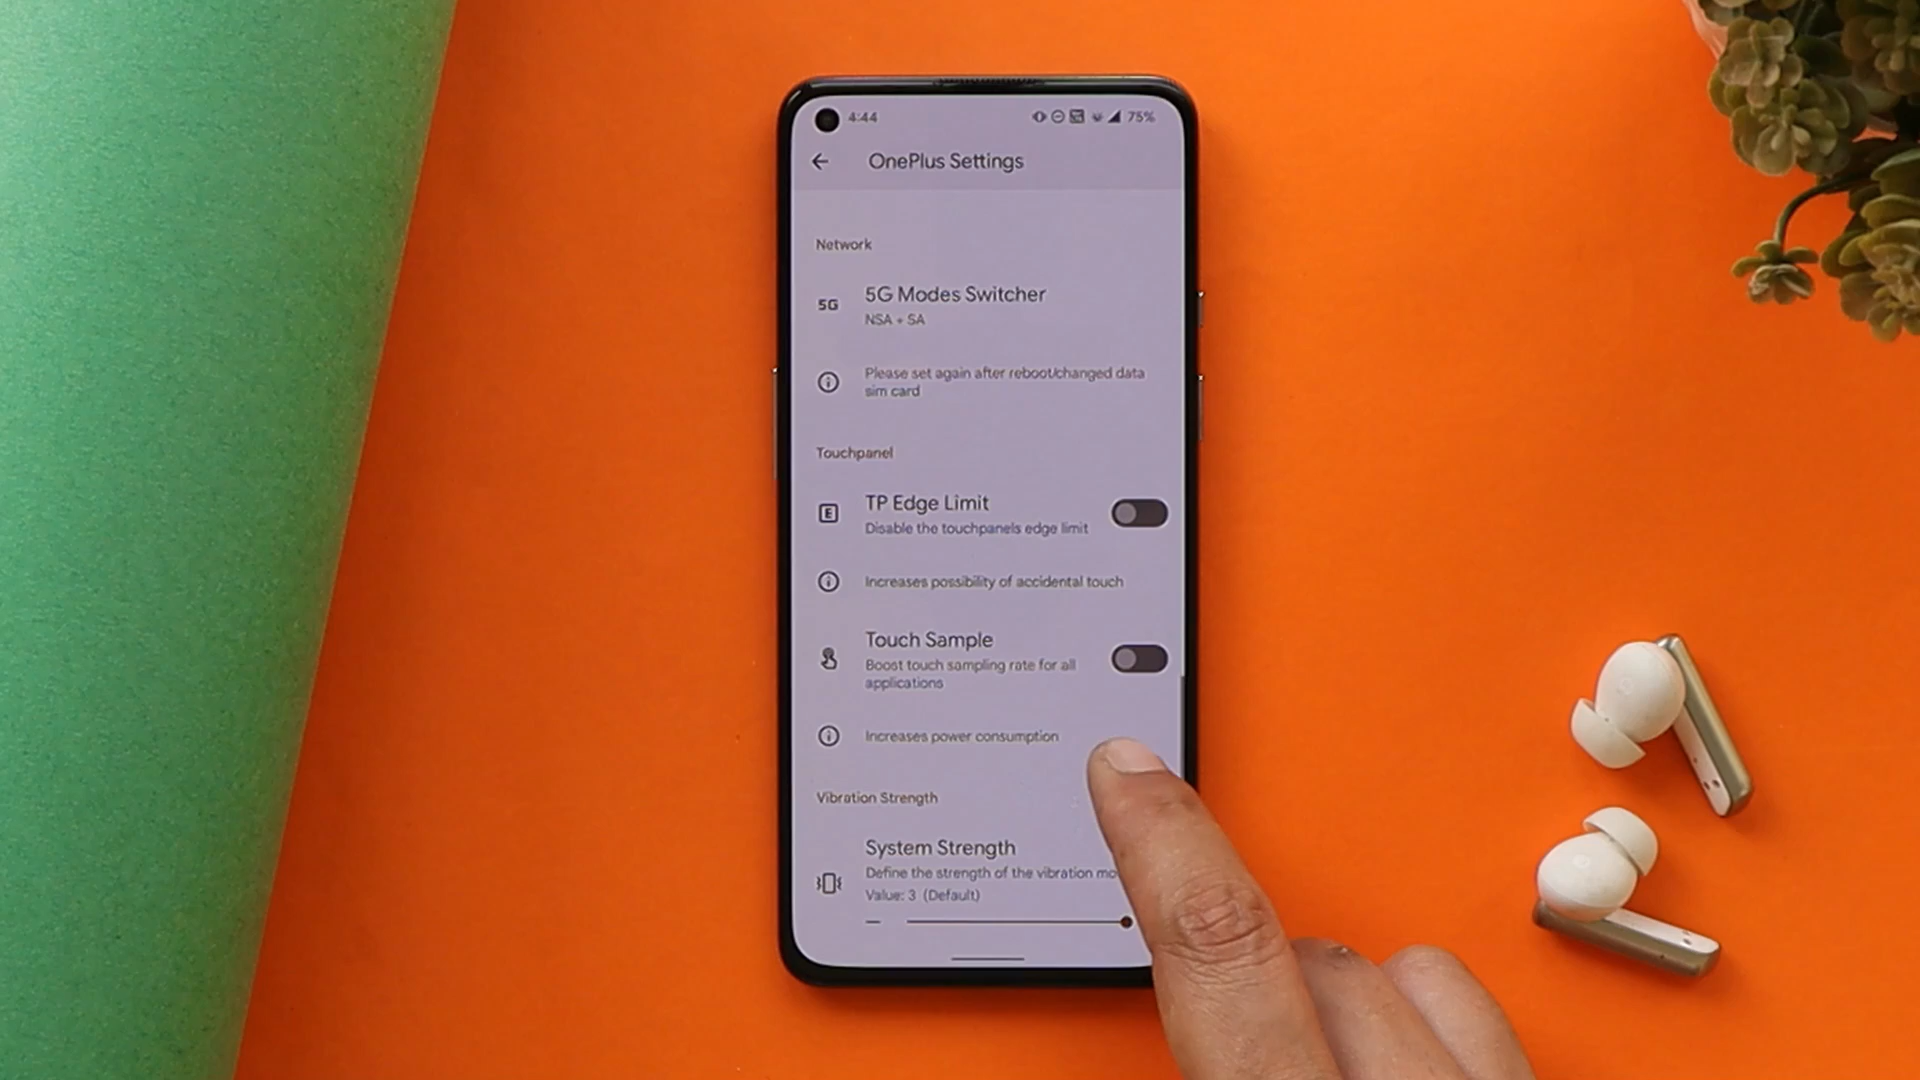 4:44
75%
OnePlus Settings
Network
5G
5G Modes Switcher
NSA + SA
Please set again after reboot/changed data
sim card
Touchpanel
E
TP Edge Limit
Disable the touchpanels edge limit
Increases possibility of accidental touch
Touch Sample
Boost touch sampling rate for all
applications
Increases power consumption
Vibration Strength
System Strength
Define the strength of the vibration mo
Value: 3 (Default)